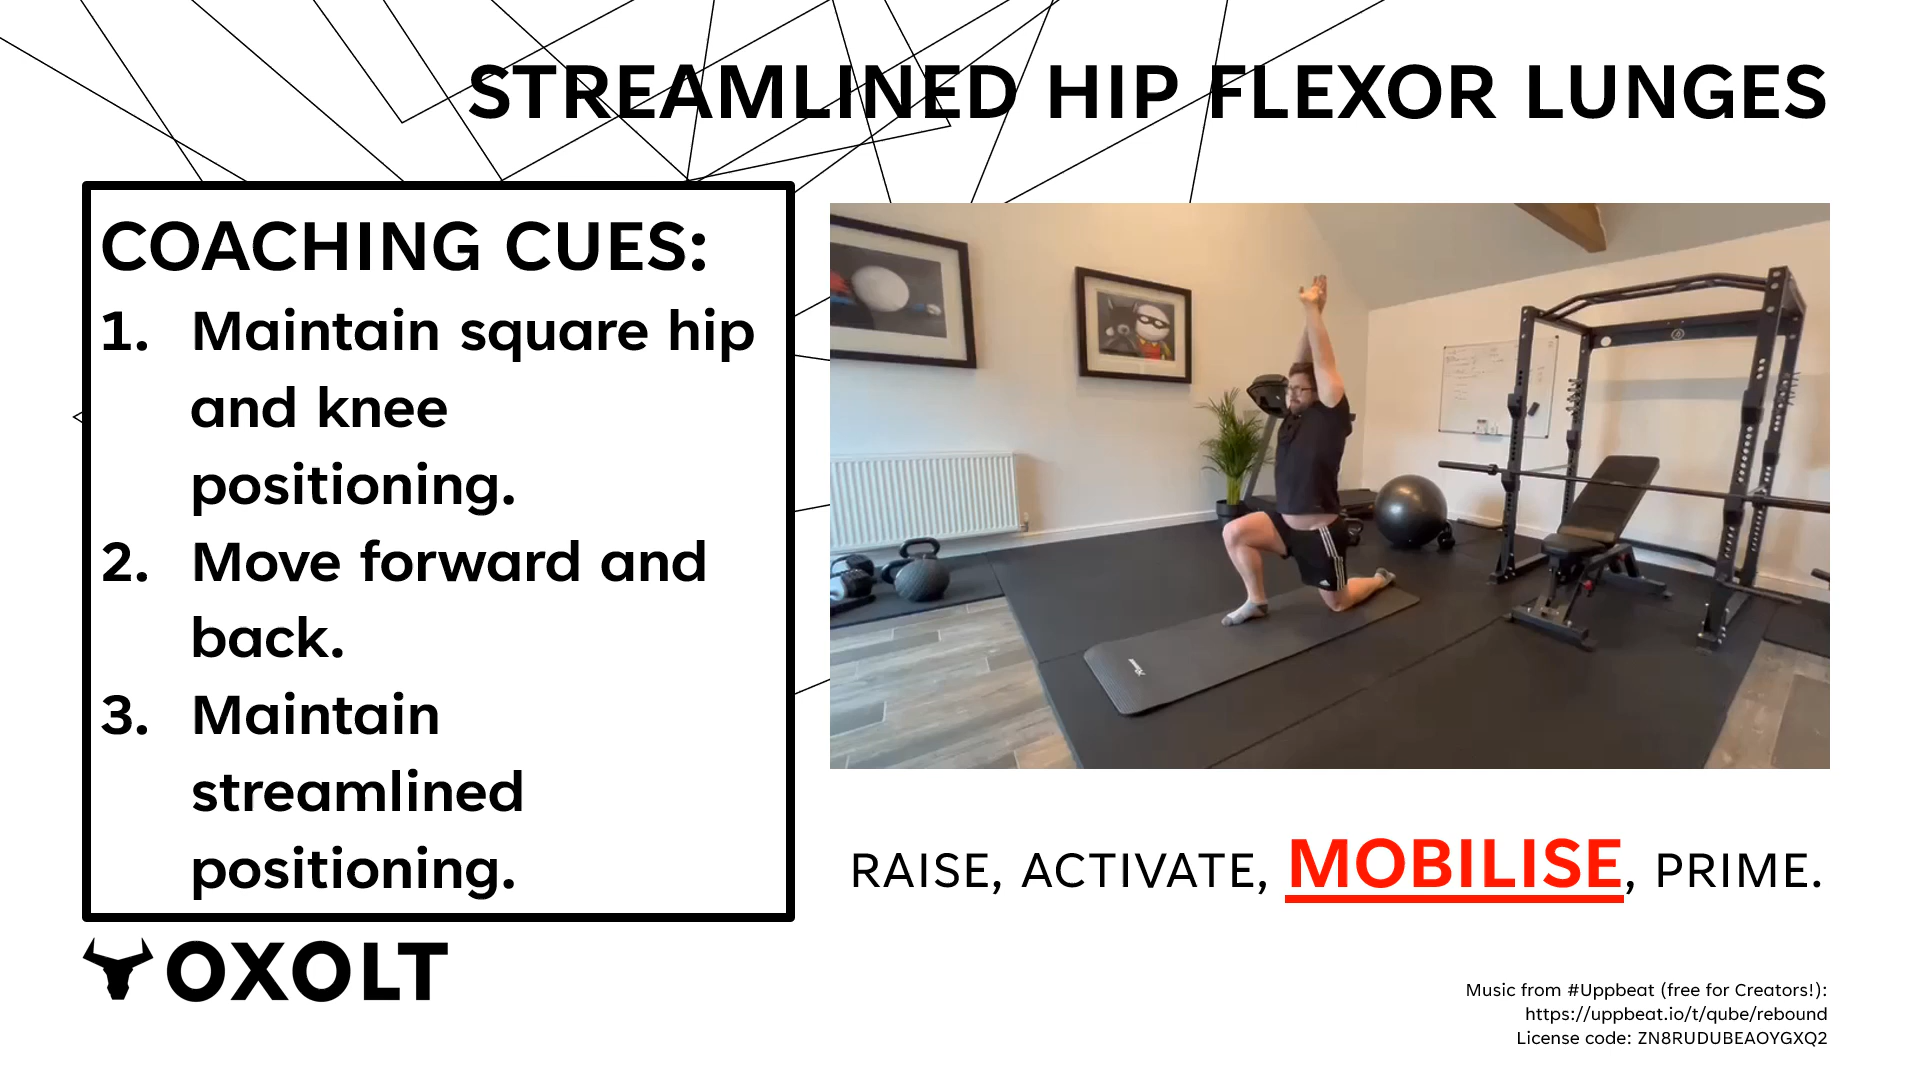 STREAMLINED HIP FLEXOR LUNGES
COACHING CUES:
1. Maintain square hip
and knee
positioning.
2. Move forward and
back.
3. Maintain
streamlined
positioning.
RAISE, ACTIVATE, MOBILISE, PRIME.
OXOLT
Music from #Uppbeat (free for Creators!):
https://uppbeat.io/t/qube/rebound
License code: ZN8RUDUBEAOYGXQ2